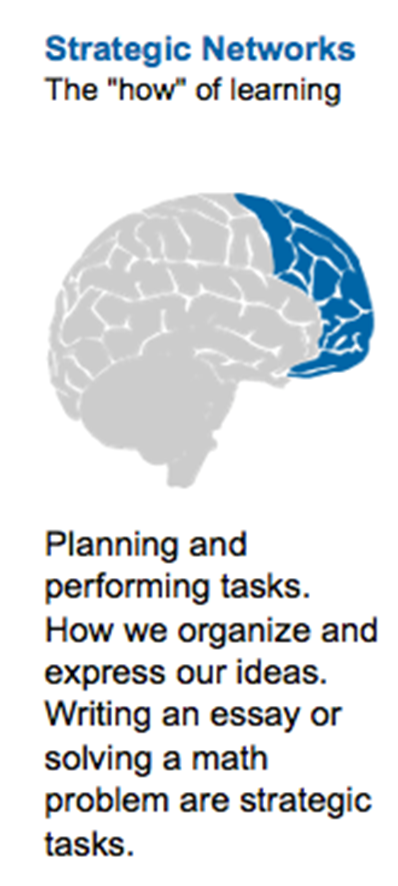 Strategic Networks
The "how" of learning
Planning and
performing tasks.
How we organize and
express our ideas.
Writing an essay or
solving a math
problem are strategic
tasks.